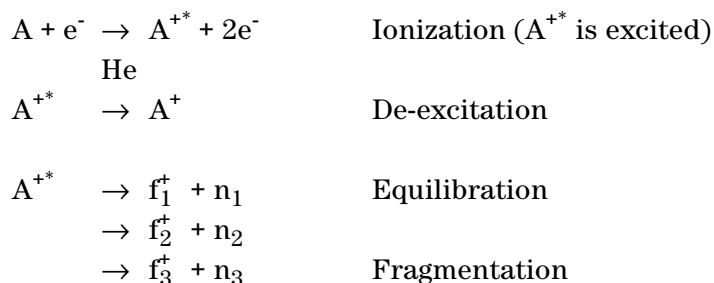 A + e⁻ → A⁺* + 2e⁻ Ionization (A⁺* is excited)
He
A⁺* → A⁺ De-excitation
A⁺* → f₁⁺ + n₁ Equilibration
→ f₂⁺ + n₂
→ f₃⁺ + n₃ Fragmentation